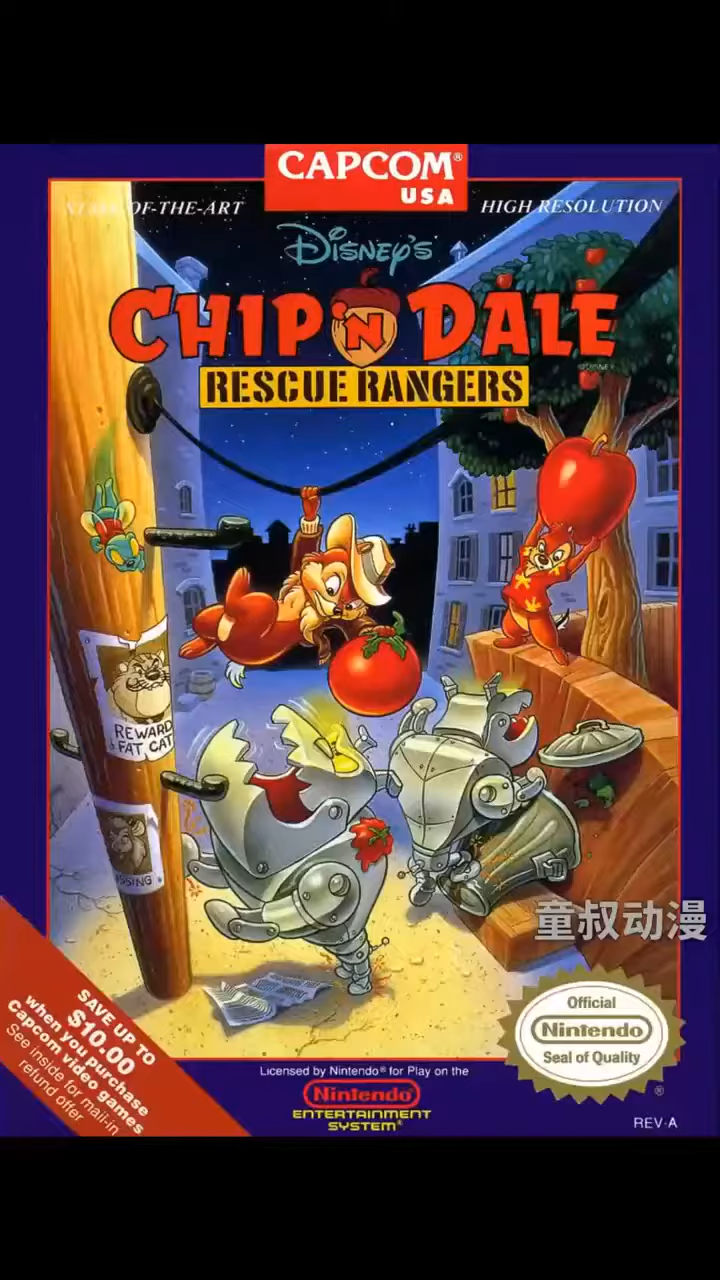 CAPCOM®
USA
STATE-OF-THE-ART
HIGH RESOLUTION
DISNEY'S
CHIP 'N DALE
©DISNEY
RESCUE RANGERS
REWARD
FAT CAT
MISSING
童叔动漫
SAVE UP TO
$10.00
when you purchase
Capcom video games
See inside for mail-in
refund offer
Official
Nintendo
Seal of Quality
®
Licensed by Nintendo® for Play on the
Nintendo®
ENTERTAINMENT
SYSTEM®
REV-A